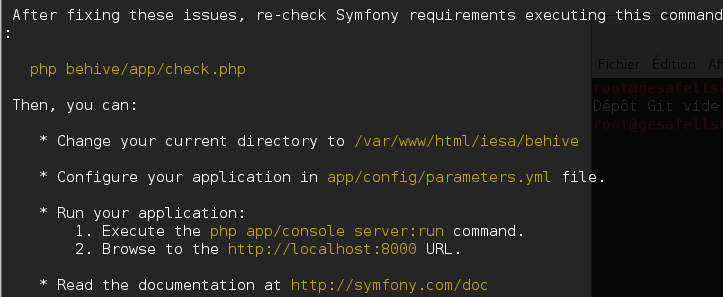 After fixing these issues, re-check Symfony requirements executing this command
:
php behive/app/check.php
Then, you can:
* Change your current directory to /var/www/html/iesa/behive
* Configure your application in app/config/parameters.yml file.
* Run your application:
1. Execute the php app/console server:run command.
2. Browse to the http://localhost:8000 URL.
* Read the documentation at http://symfony.com/doc
Fichier Édition Af
root@gesafellsb
Dépôt Git vide
root@gesafellsb